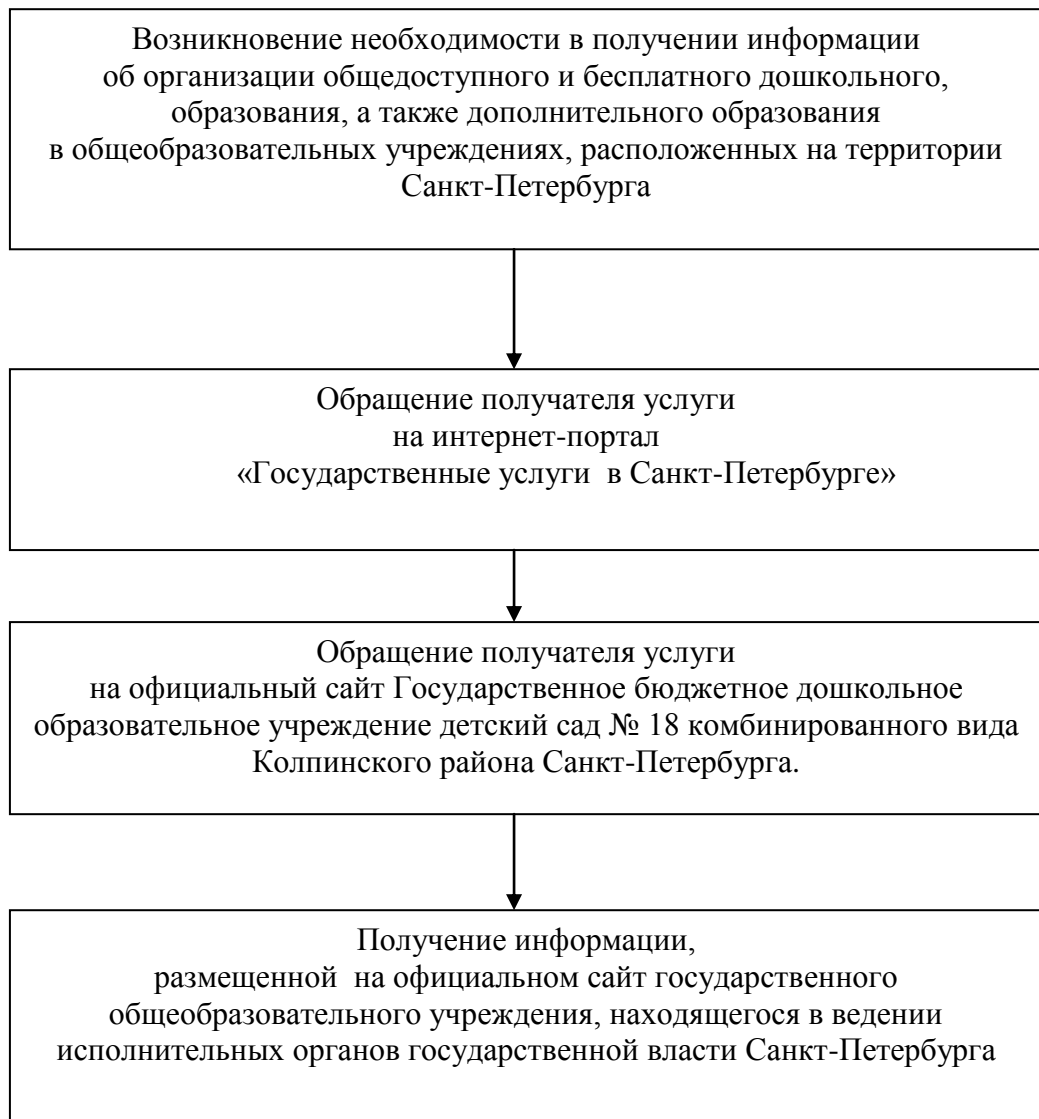 Возникновение необходимости в получении информации
об организации общедоступного и бесплатного дошкольного,
образования, а также дополнительного образования
в общеобразовательных учреждениях, расположенных на территории
Санкт-Петербурга
Обращение получателя услуги
на интернет-портал
«Государственные услуги в Санкт-Петербурге»
Обращение получателя услуги
на официальный сайт Государственное бюджетное дошкольное
образовательное учреждение детский сад № 18 комбинированного вида
Колпинского района Санкт-Петербурга.
Получение информации,
размещенной на официальном сайт государственного
общеобразовательного учреждения, находящегося в ведении
исполнительных органов государственной власти Санкт-Петербурга